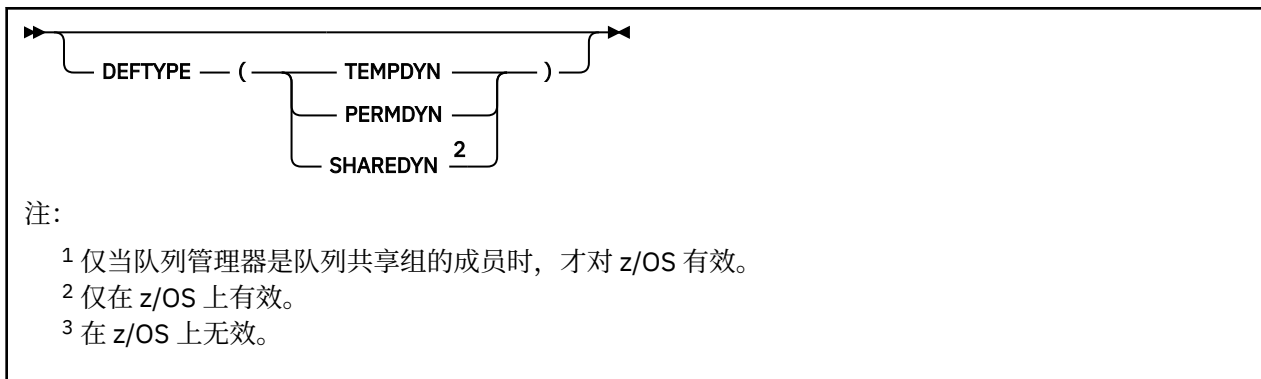 DEFTYPE ( TEMPDYN )
PERMDYN
SHAREDYN 2
注：
1 仅当队列管理器是队列共享组的成员时，才对 z/OS 有效。
2 仅在 z/OS 上有效。
3 在 z/OS 上无效。